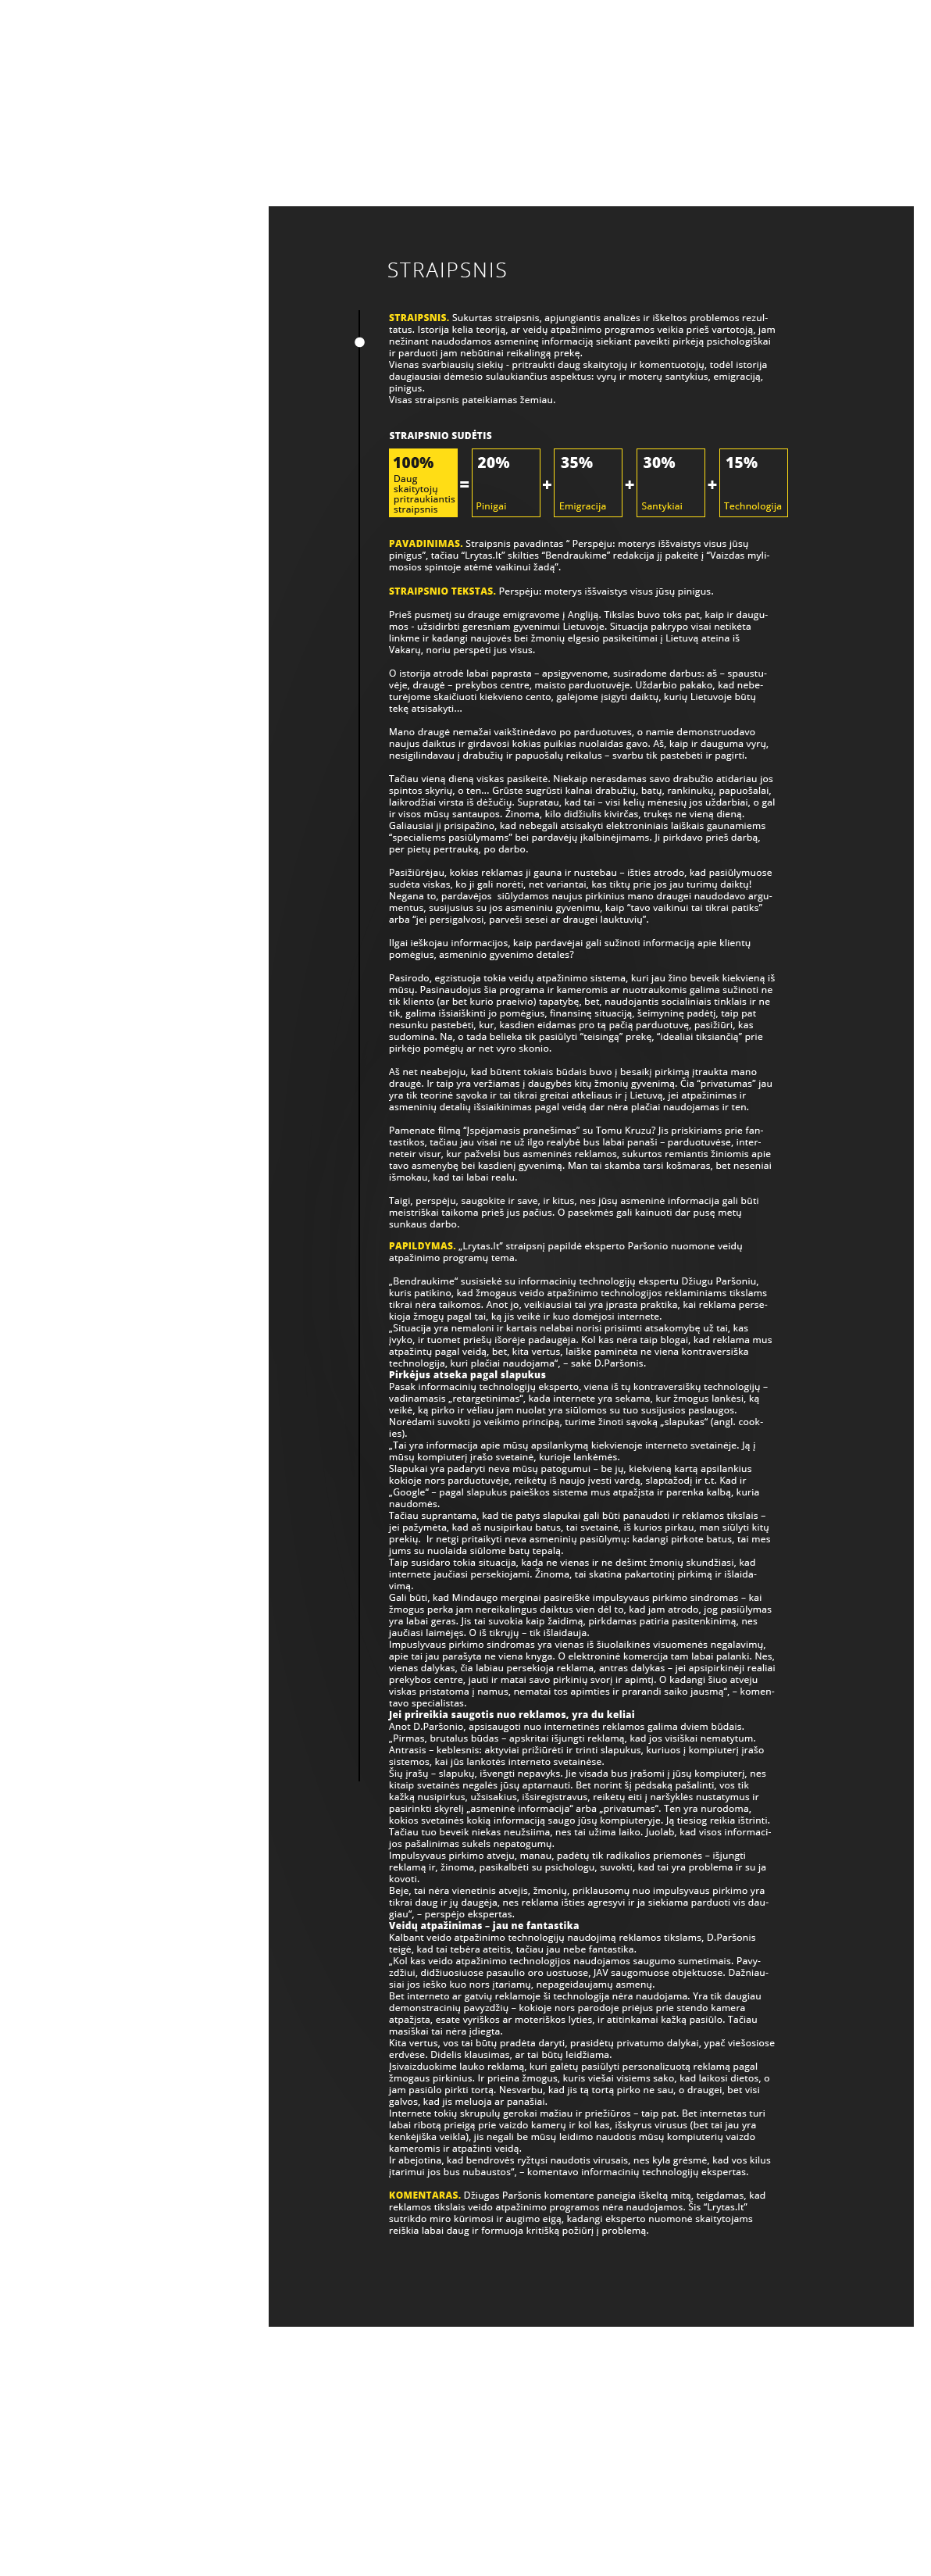 STRAIPSNIS
STRAIPSNIS. Sukurtas straipsnis, apjungiantis analizės ir iškeltos problemos rezul-
tatus. Istorija kelia teoriją, ar veidų atpažinimo programos veikia prieš vartotoją, jam
nežinant naudodamos asmeninę informaciją siekiant paveikti pirkėją psichologiškai
ir parduoti jam nebūtinai reikalingą prekę.
Vienas svarbiausių siekių - pritraukti daug skaitytojų ir komentuotojų, todėl istorija
daugiausiai dėmesio sulaukiančius aspektus: vyrų ir moterų santykius, emigraciją,
pinigus.
Visas straipsnis pateikiamas žemiau.
STRAIPSNIO SUDĖTIS
100% Daug skaitytojų pritraukiantis straipsnis = 20% Pinigai + 35% Emigracija + 30% Santykiai + 15% Technologija
PAVADINIMAS. Straipsnis pavadintas “ Perspėju: moterys iššvaistys visus jūsų
pinigus”, tačiau “Lrytas.lt” skilties “Bendraukime” redakcija jį pakeitė į “Vaizdas myli-
mosios spintoje atėmė vaikinui žadą”.
STRAIPSNIO TEKSTAS. Perspėju: moterys iššvaistys visus jūsų pinigus.
Prieš pusmetį su drauge emigravome į Angliją. Tikslas buvo toks pat, kaip ir daugu-
mos - užsidirbti geresniam gyvenimui Lietuvoje. Situacija pakrypo visai netikėta
linkme ir kadangi naujovės bei žmonių elgesio pasikeitimai į Lietuvą ateina iš
Vakarų, noriu perspėti jus visus.
O istorija atrodė labai paprasta – apsigyvenome, susiradome darbus: aš – spaustu-
vėje, draugė – prekybos centre, maisto parduotuvėje. Uždarbio pakako, kad nebe-
turėjome skaičiuoti kiekvieno cento, galėjome įsigyti daiktų, kurių Lietuvoje būtų
tekę atsisakyti...
Mano draugė nemažai vaikštinėdavo po parduotuves, o namie demonstruodavo
naujus daiktus ir girdavosi kokias puikias nuolaidas gavo. Aš, kaip ir dauguma vyrų,
nesigilindavau į drabužių ir papuošalų reikalus – svarbu tik pastebėti ir pagirti.
Tačiau vieną dieną viskas pasikeitė. Niekaip nerasdamas savo drabužio atidariau jos
spintos skyrių, o ten... Grūste sugrūsti kalnai drabužių, batų, rankinukų, papuošalai,
laikrodžiai virsta iš dėžučių. Supratau, kad tai – visi kelių mėnesių jos uždarbiai, o gal
ir visos mūsų santaupos. Žinoma, kilo didžiulis kivirčas, trukęs ne vieną dieną.
Galiausiai ji prisipažino, kad nebegali atsisakyti elektroniniais laiškais gaunamiems
“specialiems pasiūlymams” bei pardavėjų įkalbinėjimams. Ji pirkdavo prieš darbą,
per pietų pertrauką, po darbo.
Pasižiūrėjau, kokias reklamas ji gauna ir nustebau – išties atrodo, kad pasiūlymuose
sudėta viskas, ko ji gali norėti, net variantai, kas tiktų prie jos jau turimų daiktų!
Negana to, pardavėjos  siūlydamos naujus pirkinius mano draugei naudodavo argu-
mentus, susijusius su jos asmeniniu gyvenimu, kaip “tavo vaikinui tai tikrai patiks”
arba “jei persigalvosi, parveši sesei ar draugei lauktuvių”.
Ilgai ieškojau informacijos, kaip pardavėjai gali sužinoti informaciją apie klientų
pomėgius, asmeninio gyvenimo detales?
Pasirodo, egzistuoja tokia veidų atpažinimo sistema, kuri jau žino beveik kiekvieną iš
mūsų. Pasinaudojus šia programa ir kameromis ar nuotraukomis galima sužinoti ne
tik kliento (ar bet kurio praeivio) tapatybę, bet, naudojantis socialiniais tinklais ir ne
tik, galima išsiaiškinti jo pomėgius, finansinę situaciją, šeimyninę padėtį, taip pat
nesunku pastebėti, kur, kasdien eidamas pro tą pačią parduotuvę, pasižiūri, kas
sudomina. Na, o tada belieka tik pasiūlyti “teisingą” prekę, “idealiai tiksiančią” prie
pirkėjo pomėgių ar net vyro skonio.
Aš net neabejoju, kad būtent tokiais būdais buvo į besaikį pirkimą įtraukta mano
draugė. Ir taip yra veržiamas į daugybės kitų žmonių gyvenimą. Čia “privatumas” jau
yra tik teorinė sąvoka ir tai tikrai greitai atkeliaus ir į Lietuvą, jei atpažinimas ir
asmeninių detalių išsiaikinimas pagal veidą dar nėra plačiai naudojamas ir ten.
Pamenate filmą “Įspėjamasis pranešimas” su Tomu Kruzu? Jis priskiriams prie fan-
tastikos, tačiau jau visai ne už ilgo realybė bus labai panaši – parduotuvėse, inter-
neteir visur, kur pažvelsi bus asmeninės reklamos, sukurtos remiantis žiniomis apie
tavo asmenybę bei kasdienį gyvenimą. Man tai skamba tarsi košmaras, bet neseniai
išmokau, kad tai labai realu.
Taigi, perspėju, saugokite ir save, ir kitus, nes jūsų asmeninė informacija gali būti
meistriškai taikoma prieš jus pačius. O pasekmės gali kainuoti dar pusę metų
sunkaus darbo.
PAPILDYMAS. „Lrytas.lt” straipsnį papildė eksperto Paršonio nuomone veidų
atpažinimo programų tema.
„Bendraukime“ susisiekė su informacinių technologijų ekspertu Džiugu Paršoniu,
kuris patikino, kad žmogaus veido atpažinimo technologijos reklaminiams tikslams
tikrai nėra taikomos. Anot jo, veikiausiai tai yra įprasta praktika, kai reklama perse-
kioja žmogų pagal tai, ką jis veikė ir kuo domėjosi internete.
„Situacija yra nemaloni ir kartais nelabai norisi prisiimti atsakomybę už tai, kas
įvyko, ir tuomet priešų išorėje padaugėja. Kol kas nėra taip blogai, kad reklama mus
atpažintų pagal veidą, bet, kita vertus, laiške paminėta ne viena kontraversiška
technologija, kuri plačiai naudojama“, – sakė D.Paršonis.
Pirkėjus atseka pagal slapukus
Pasak informacinių technologijų eksperto, viena iš tų kontraversiškų technologijų –
vadinamasis „retargetinimas“, kada internete yra sekama, kur žmogus lankėsi, ką
veikė, ką pirko ir vėliau jam nuolat yra siūlomos su tuo susijusios paslaugos.
Norėdami suvokti jo veikimo principą, turime žinoti sąvoką „slapukas“ (angl. cook-
ies).
„Tai yra informacija apie mūsų apsilankymą kiekvienoje interneto svetainėje. Ją į
mūsų kompiuterį įrašo svetainė, kurioje lankėmės.
Slapukai yra padaryti neva mūsų patogumui – be jų, kiekvieną kartą apsilankius
kokioje nors parduotuvėje, reikėtų iš naujo įvesti vardą, slaptažodį ir t.t. Kad ir
„Google“ – pagal slapukus paieškos sistema mus atpažįsta ir parenka kalbą, kuria
naudomės.
Tačiau suprantama, kad tie patys slapukai gali būti panaudoti ir reklamos tikslais –
jei pažymėta, kad aš nusipirkau batus, tai svetainė, iš kurios pirkau, man siūlyti kitų
prekių.  Ir netgi pritaikyti neva asmeninių pasiūlymų: kadangi pirkote batus, tai mes
jums su nuolaida siūlome batų tepalą.
Taip susidaro tokia situacija, kada ne vienas ir ne dešimt žmonių skundžiasi, kad
internete jaučiasi persekiojami. Žinoma, tai skatina pakartotinį pirkimą ir išlaida-
vimą.
Gali būti, kad Mindaugo merginai pasireiškė impulsyvaus pirkimo sindromas – kai
žmogus perka jam nereikalingus daiktus vien dėl to, kad jam atrodo, jog pasiūlymas
yra labai geras. Jis tai suvokia kaip žaidimą, pirkdamas patiria pasitenkinimą, nes
jaučiasi laimėjęs. O iš tikrųjų – tik išlaidauja.
Impuslyvaus pirkimo sindromas yra vienas iš šiuolaikinės visuomenės negalavimų,
apie tai jau parašyta ne viena knyga. O elektroninė komercija tam labai palanki. Nes,
vienas dalykas, čia labiau persekioja reklama, antras dalykas – jei apsipirkinėji realiai
prekybos centre, jauti ir matai savo pirkinių svorį ir apimtį. O kadangi šiuo atveju
viskas pristatoma į namus, nematai tos apimties ir prarandi saiko jausmą“, – komen-
tavo specialistas.
Jei prireikia saugotis nuo reklamos, yra du keliai
Anot D.Paršonio, apsisaugoti nuo internetinės reklamos galima dviem būdais.
„Pirmas, brutalus būdas – apskritai išjungti reklamą, kad jos visiškai nematytum.
Antrasis – keblesnis: aktyviai prižiūrėti ir trinti slapukus, kuriuos į kompiuterį įrašo
sistemos, kai jūs lankotės interneto svetainėse.
Šių įrašų – slapukų, išvengti nepavyks. Jie visada bus įrašomi į jūsų kompiuterį, nes
kitaip svetainės negalės jūsų aptarnauti. Bet norint šį pėdsaką pašalinti, vos tik
kažką nusipirkus, užsisakius, išsiregistravus, reikėtų eiti į naršyklės nustatymus ir
pasirinkti skyrelį „asmeninė informacija“ arba „privatumas“. Ten yra nurodoma,
kokios svetainės kokią informaciją saugo jūsų kompiuteryje. Ją tiesiog reikia ištrinti.
Tačiau tuo beveik niekas neužsiima, nes tai užima laiko. Juolab, kad visos informaci-
jos pašalinimas sukels nepatogumų.
Impulsyvaus pirkimo atveju, manau, padėtų tik radikalios priemonės – išjungti
reklamą ir, žinoma, pasikalbėti su psichologu, suvokti, kad tai yra problema ir su ja
kovoti.
Beje, tai nėra vienetinis atvejis, žmonių, priklausomų nuo impulsyvaus pirkimo yra
tikrai daug ir jų daugėja, nes reklama išties agresyvi ir ja siekiama parduoti vis dau-
giau“, – perspėjo ekspertas.
Veidų atpažinimas – jau ne fantastika
Kalbant veido atpažinimo technologijų naudojimą reklamos tikslams, D.Paršonis
teigė, kad tai tebėra ateitis, tačiau jau nebe fantastika.
„Kol kas veido atpažinimo technologijos naudojamos saugumo sumetimais. Pavy-
zdžiui, didžiuosiuose pasaulio oro uostuose, JAV saugomuose objektuose. Dažniau-
siai jos ieško kuo nors įtariamų, nepageidaujamų asmenų.
Bet interneto ar gatvių reklamoje ši technologija nėra naudojama. Yra tik daugiau
demonstracinių pavyzdžių – kokioje nors parodoje priėjus prie stendo kamera
atpažįsta, esate vyriškos ar moteriškos lyties, ir atitinkamai kažką pasiūlo. Tačiau
masiškai tai nėra įdiegta.
Kita vertus, vos tai būtų pradėta daryti, prasidėtų privatumo dalykai, ypač viešosiose
erdvėse. Didelis klausimas, ar tai būtų leidžiama.
Įsivaizduokime lauko reklamą, kuri galėtų pasiūlyti personalizuotą reklamą pagal
žmogaus pirkinius. Ir prieina žmogus, kuris viešai visiems sako, kad laikosi dietos, o
jam pasiūlo pirkti tortą. Nesvarbu, kad jis tą tortą pirko ne sau, o draugei, bet visi
galvos, kad jis meluoja ar panašiai.
Internete tokių skrupulų gerokai mažiau ir priežiūros – taip pat. Bet internetas turi
labai ribotą prieigą prie vaizdo kamerų ir kol kas, išskyrus virusus (bet tai jau yra
kenkėjiška veikla), jis negali be mūsų leidimo naudotis mūsų kompiuterių vaizdo
kameromis ir atpažinti veidą.
Ir abejotina, kad bendrovės ryžtųsi naudotis virusais, nes kyla grėsmė, kad vos kilus
įtarimui jos bus nubaustos“, – komentavo informacinių technologijų ekspertas.
KOMENTARAS. Džiugas Paršonis komentare paneigia iškeltą mitą, teigdamas, kad
reklamos tikslais veido atpažinimo programos nėra naudojamos. Šis “Lrytas.lt”
sutrikdo miro kūrimosi ir augimo eigą, kadangi eksperto nuomonė skaitytojams
reiškia labai daug ir formuoja kritišką požiūrį į problemą.